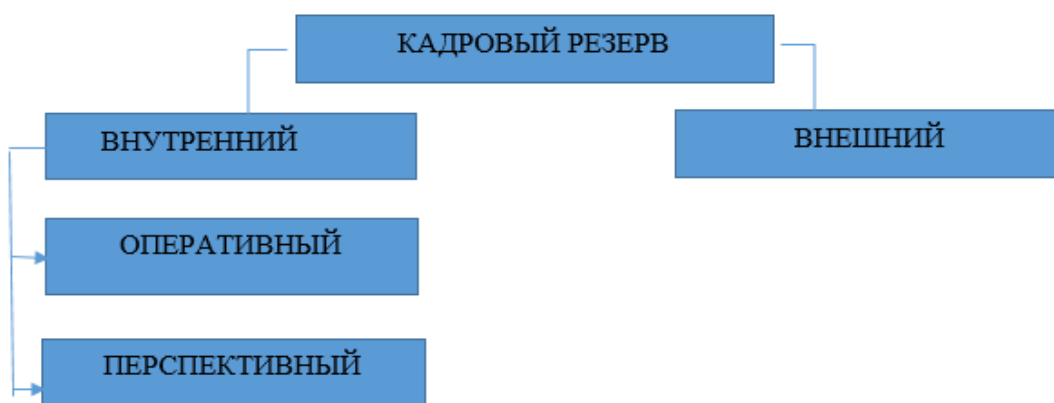 КАДРОВЫЙ РЕЗЕРВ
ВНУТРЕННИЙ
ВНЕШНИЙ
ОПЕРАТИВНЫЙ
ПЕРСПЕКТИВНЫЙ